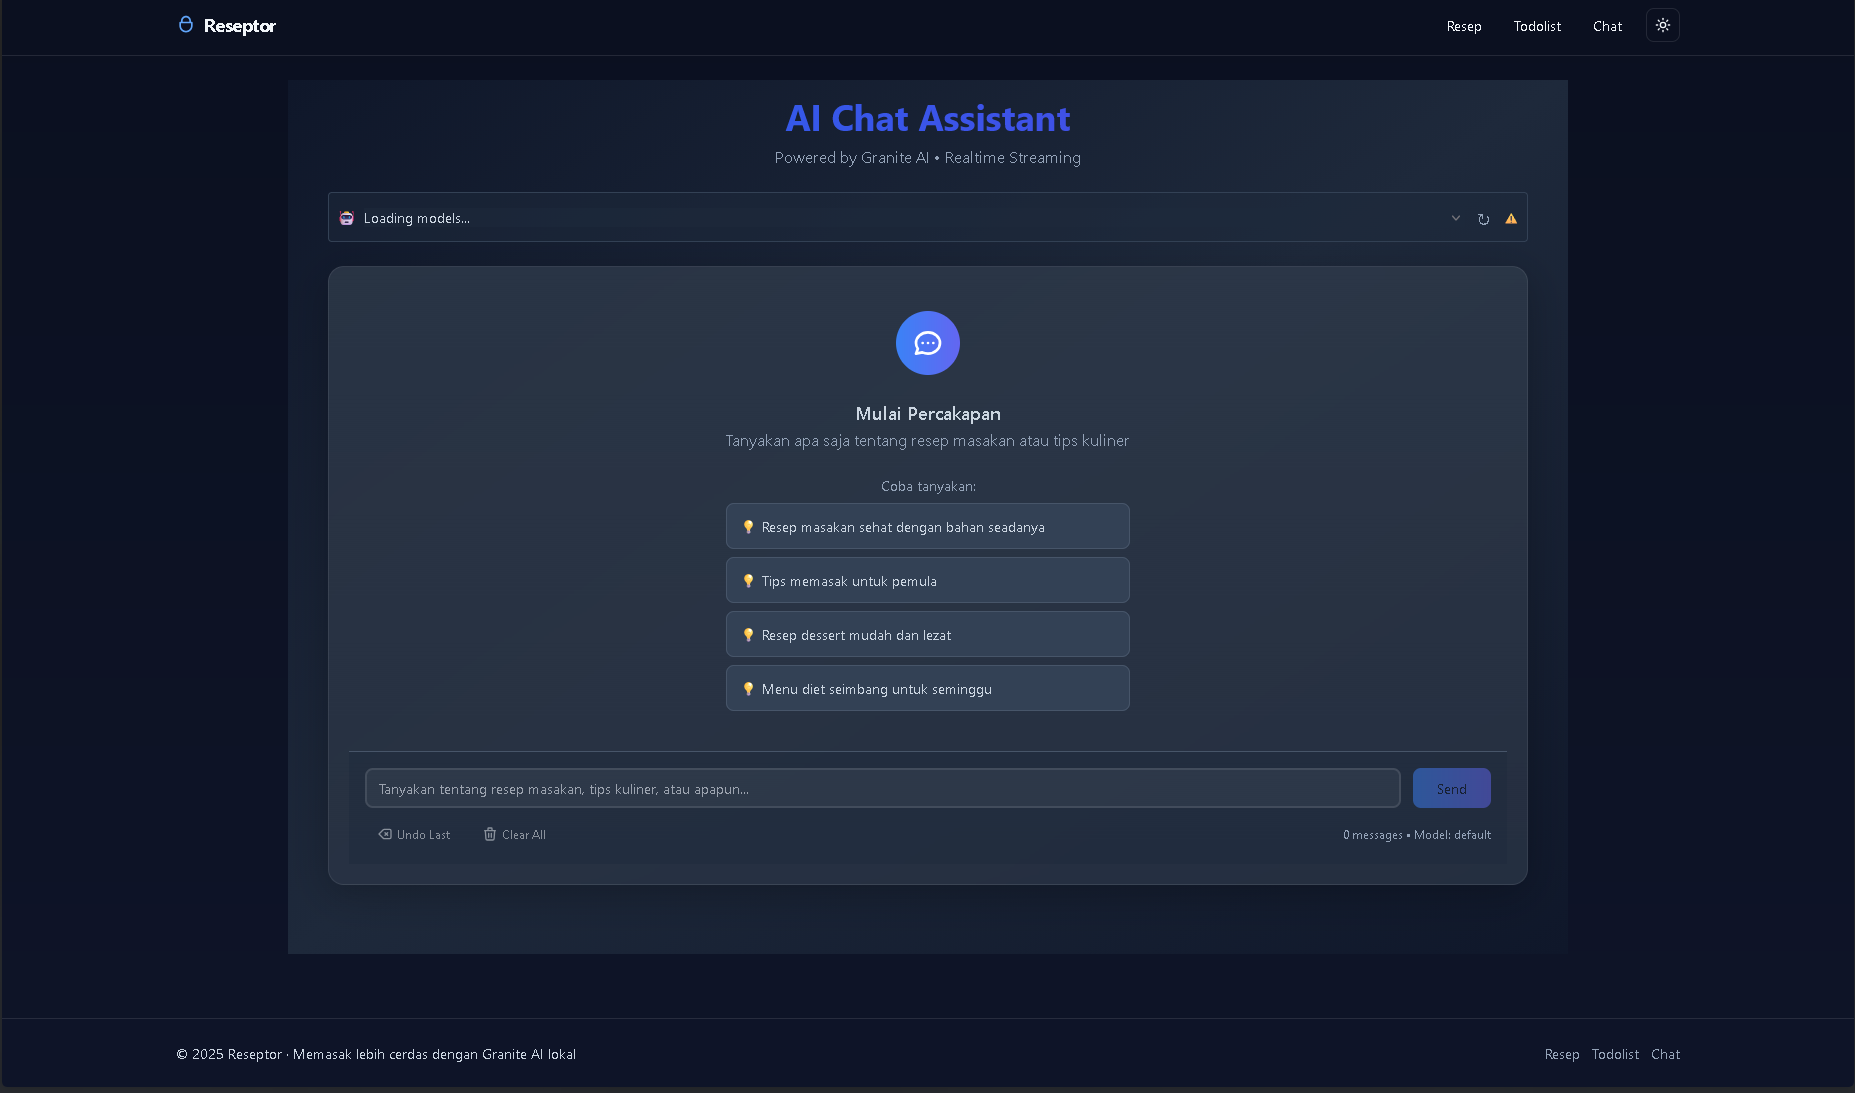 Reseptor
Resep Todolist Chat
AI Chat Assistant
Powered by Granite AI • Realtime Streaming
Loading models...
Mulai Percakapan
Tanyakan apa saja tentang resep masakan atau tips kuliner
Coba tanyakan:
Resep masakan sehat dengan bahan seadanya
Tips memasak untuk pemula
Resep dessert mudah dan lezat
Menu diet seimbang untuk seminggu
Tanyakan tentang resep masakan, tips kuliner, atau apapun...
Send
Undo Last Clear All
0 messages • Model: default
© 2025 Reseptor · Memasak lebih cerdas dengan Granite AI lokal
Resep Todolist Chat